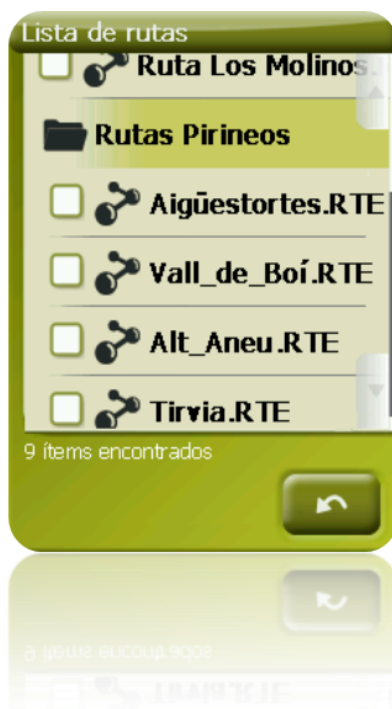 Lista de rutas
Ruta Los Molinos.
Rutas Pirineos
Aigüestortes.RTE
Vall_de_Boí.RTE
Alt_Aneu.RTE
Tirvia.RTE
9 ítems encontrados